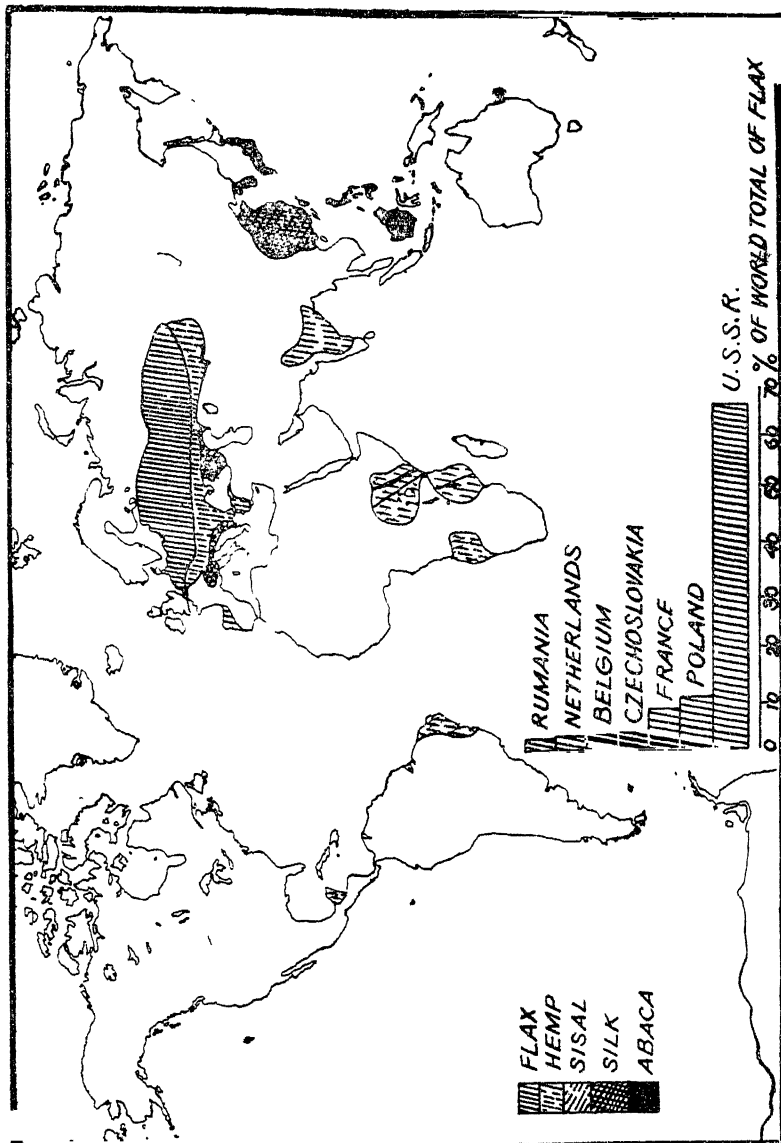 FLAX
HEMP
SISAL
SILK
ABACA
RUMANIA
NETHERLANDS
BELGIUM
CZECHOSLOVAKIA
FRANCE
POLAND
U.S.S.R.
0 10 20 30 40 50 60 70 %
% OF WORLD TOTAL OF FLAX